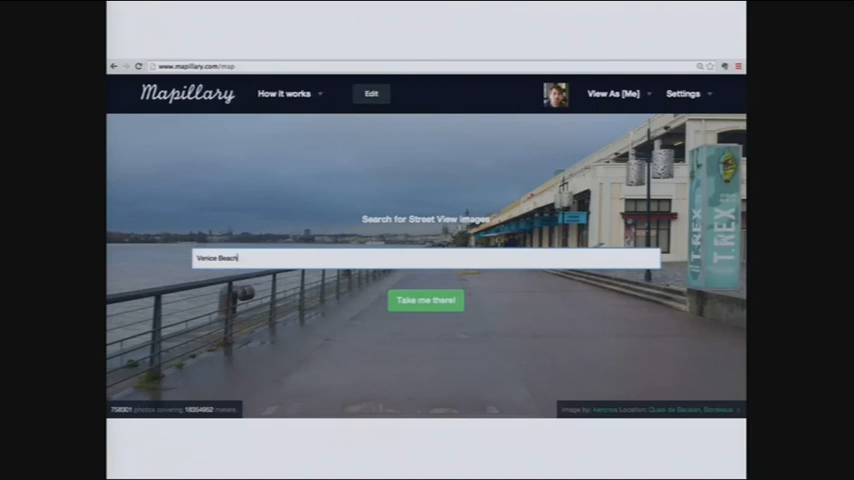 www.mapillary.com/map
Mapillary
How it works
Edit
View As [Me]
Settings
Search for Street View images
Venice Beach
Take me there!
T.REX
T.REX
758301 photos covering 18354952 meters.
Image by: Location: Quai de Bacalan, Bordeaux.